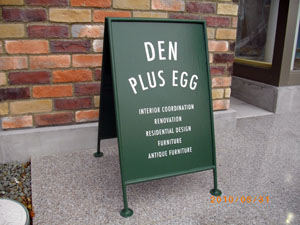 DEN
PLUS EGG
INTERIOR COORDINATION
RENOVATION
RESIDENTIAL DESIGN
FURNITURE
ANTIQUE FURNITURE